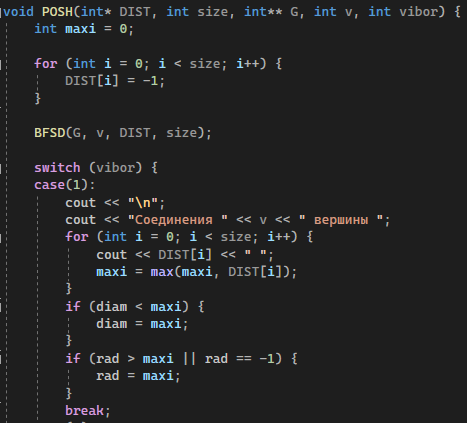 void POSH(int* DIST, int size, int** G, int v, int vibor) {
int maxi = 0;
for (int i = 0; i < size; i++) {
DIST[i] = -1;
}
BFSD(G, v, DIST, size);
switch (vibor) {
case(1):
cout << "\n";
cout << "Соединения " << v << " вершины ";
for (int i = 0; i < size; i++) {
cout << DIST[i] << " ";
maxi = max(maxi, DIST[i]);
}
if (diam < maxi) {
diam = maxi;
}
if (rad > maxi || rad == -1) {
rad = maxi;
}
break;